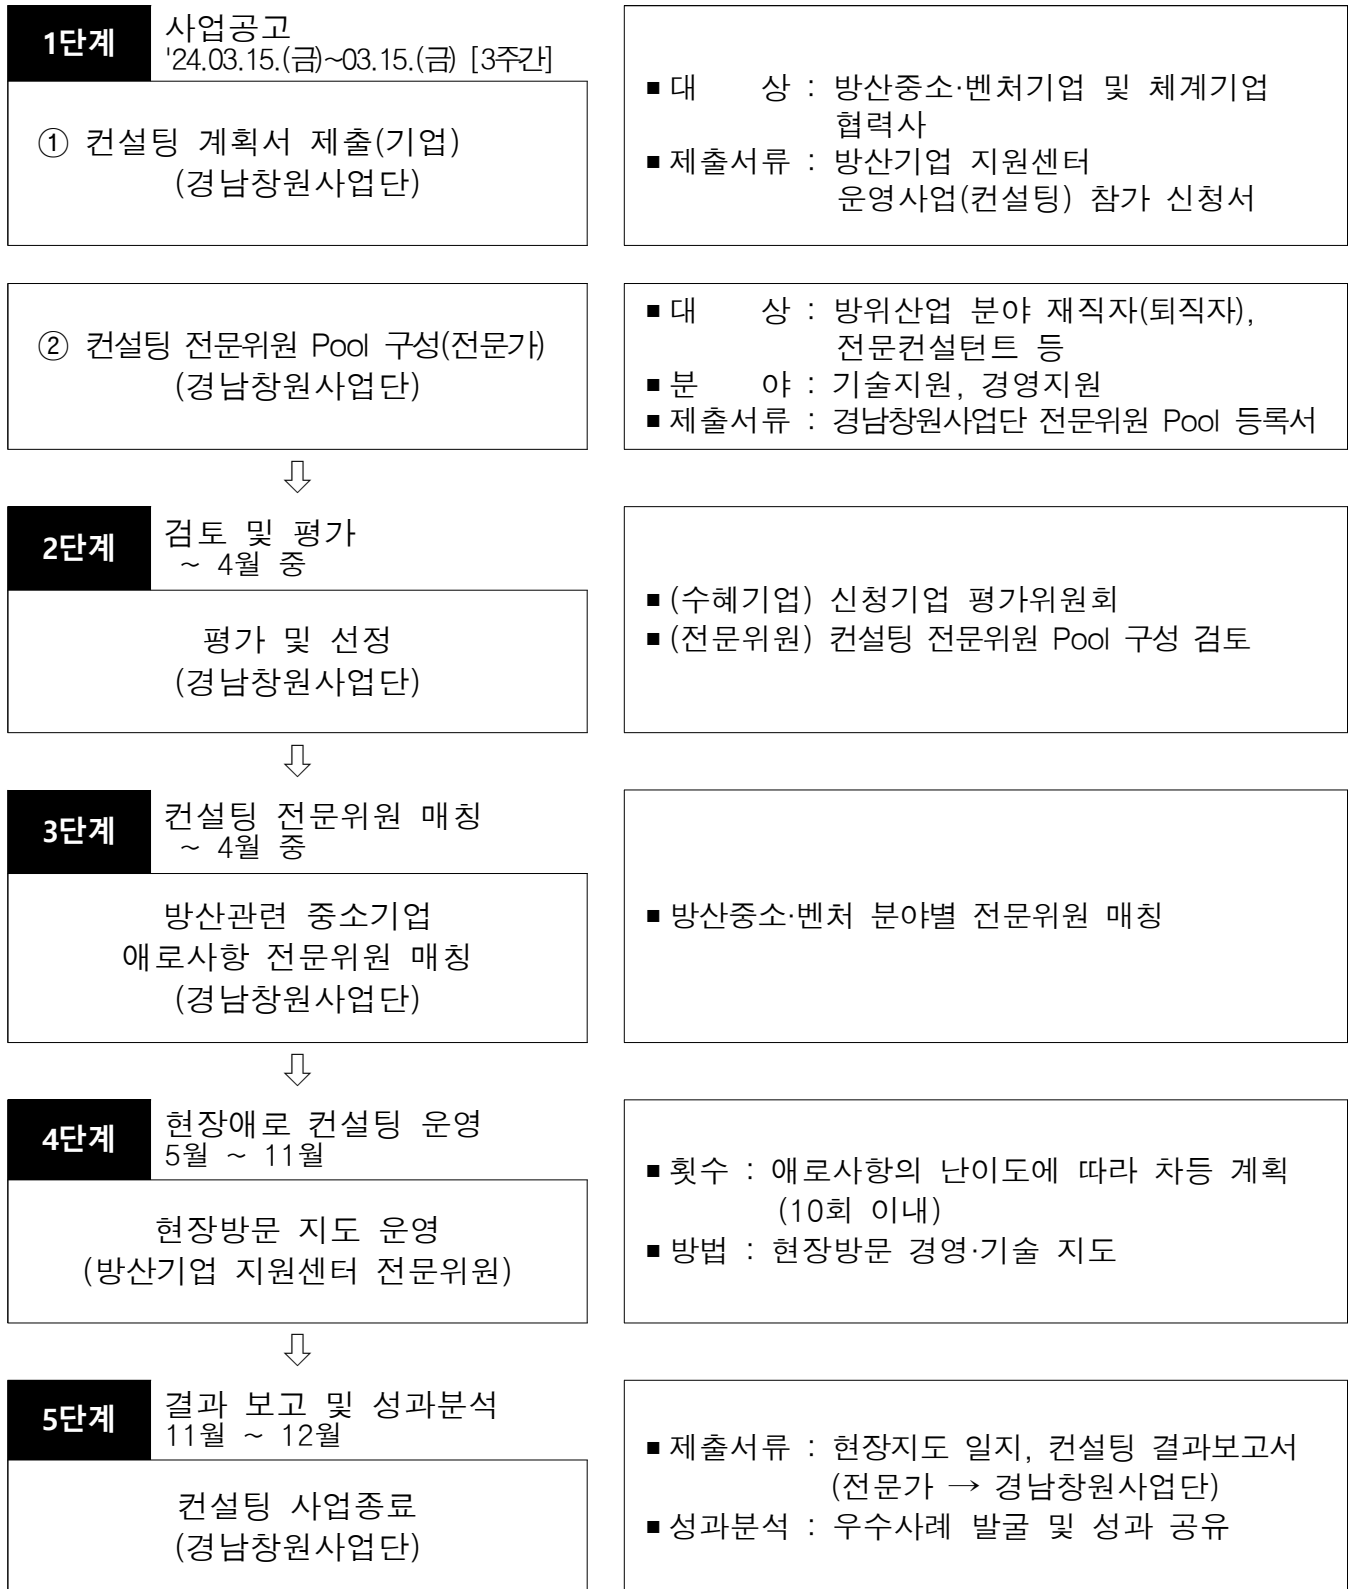 1단계
사업공고
'24.03.15.(금)~03.15.(금) [3주간]
① 컨설팅 계획서 제출(기업)
(경남창원사업단)
■ 대 상 : 방산중소·벤처기업 및 체계기업
협력사
■ 제출서류 : 방산기업 지원센터
운영사업(컨설팅) 참가 신청서
② 컨설팅 전문위원 Pool 구성(전문가)
(경남창원사업단)
■ 대 상 : 방위산업 분야 재직자(퇴직자),
전문컨설턴트 등
■ 분 야 : 기술지원, 경영지원
■ 제출서류 : 경남창원사업단 전문위원 Pool 등록서
⇩
2단계
검토 및 평가
~ 4월 중
평가 및 선정
(경남창원사업단)
■ (수혜기업) 신청기업 평가위원회
■ (전문위원) 컨설팅 전문위원 Pool 구성 검토
⇩
3단계
컨설팅 전문위원 매칭
~ 4월 중
방산관련 중소기업
애로사항 전문위원 매칭
(경남창원사업단)
■ 방산중소·벤처 분야별 전문위원 매칭
⇩
4단계
현장애로 컨설팅 운영
5월 ~ 11월
현장방문 지도 운영
(방산기업 지원센터 전문위원)
■ 횟수 : 애로사항의 난이도에 따라 차등 계획
(10회 이내)
■ 방법 : 현장방문 경영·기술 지도
⇩
5단계
결과 보고 및 성과분석
11월 ~ 12월
컨설팅 사업종료
(경남창원사업단)
■ 제출서류 : 현장지도 일지, 컨설팅 결과보고서
(전문가 → 경남창원사업단)
■ 성과분석 : 우수사례 발굴 및 성과 공유